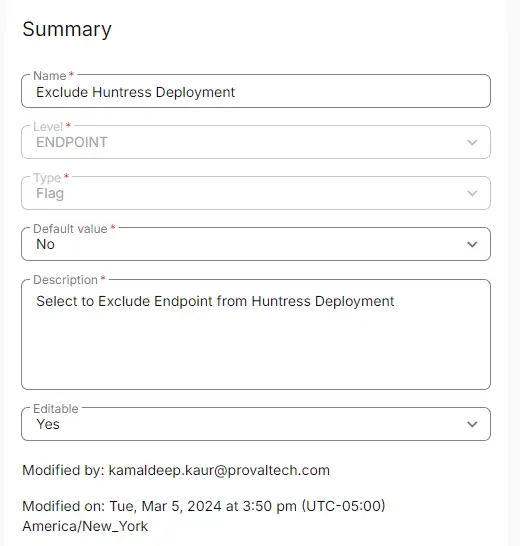 Summary
Name *
Exclude Huntress Deployment
Level *
ENDPOINT
Type *
Flag
Default value *
No
Description *
Select to Exclude Endpoint from Huntress Deployment
Editable
Yes
Modified by: kamaldeep.kaur@provaltech.com
Modified on: Tue, Mar 5, 2024 at 3:50 pm (UTC-05:00)
America/New_York